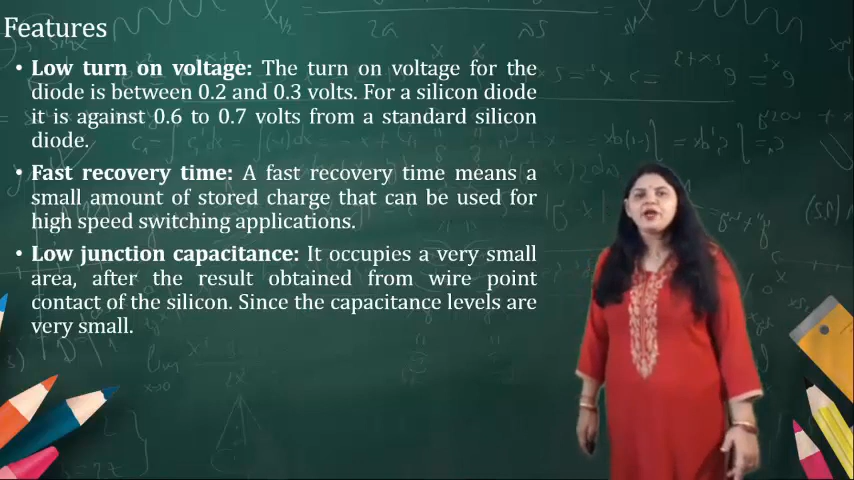 Features
• Low turn on voltage: The turn on voltage for the
diode is between 0.2 and 0.3 volts. For a silicon diode
it is against 0.6 to 0.7 volts from a standard silicon
diode.
• Fast recovery time: A fast recovery time means a
small amount of stored charge that can be used for
high speed switching applications.
• Low junction capacitance: It occupies a very small
area, after the result obtained from wire point
contact of the silicon. Since the capacitance levels are
very small.